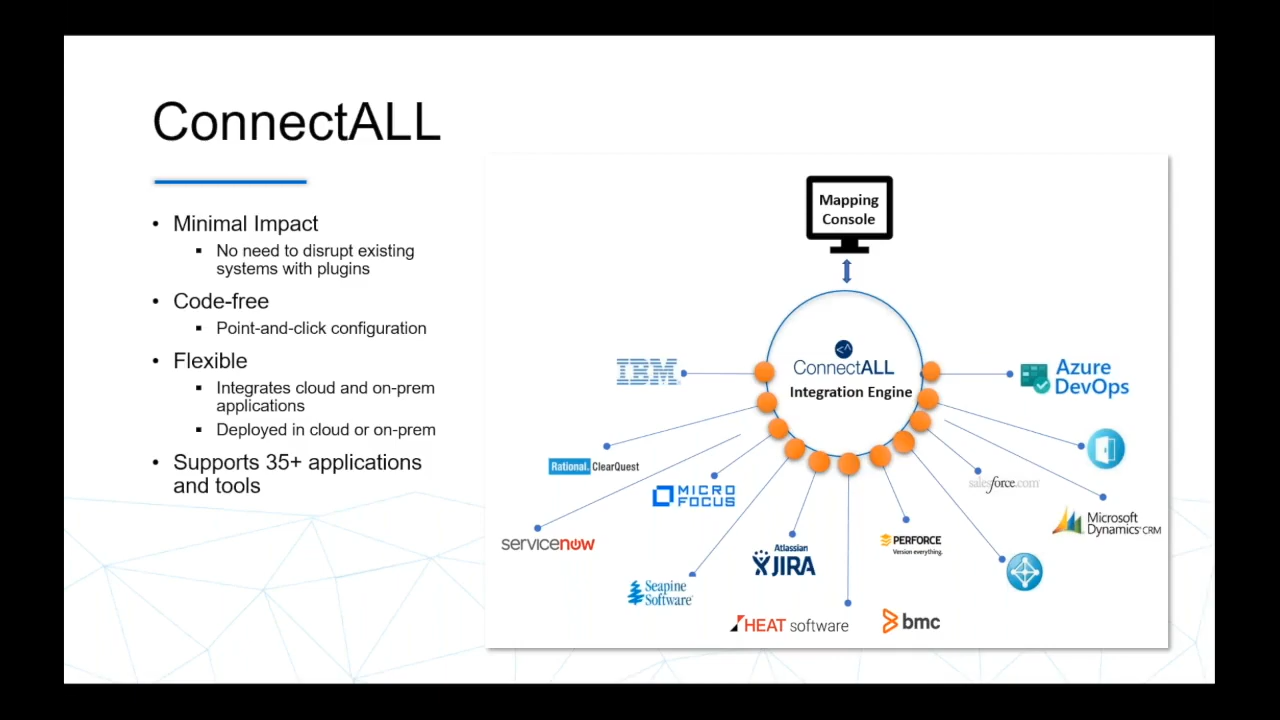 ConnectALL
• Minimal Impact
▪ No need to disrupt existing
systems with plugins
• Code-free
▪ Point-and-click configuration
• Flexible
▪ Integrates cloud and on-prem
applications
▪ Deployed in cloud or on-prem
• Supports 35+ applications
and tools
Mapping
Console
ConnectALL
Integration Engine
IBM
Azure
DevOps
Rational. ClearQuest
MICRO
FOCUS
salesforce.com
Microsoft
Dynamics CRM
servicenow
Atlassian
JIRA
PERFORCE
Version everything.
Seapine
Software
HEAT software
bmc